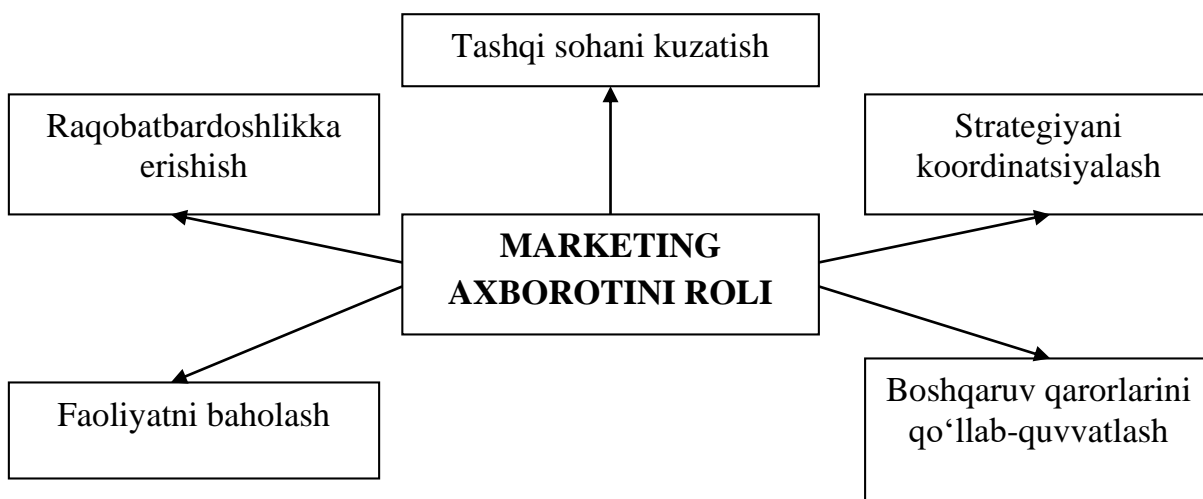 Tashqi sohani kuzatish
Raqobatbardoshlikka
erishish
Strategiyani
koordinatsiyalash
MARKETING
AXBOROTINI ROLI
Faoliyatni baholash
Boshqaruv qarorlarini
qo‘llab-quvvatlash